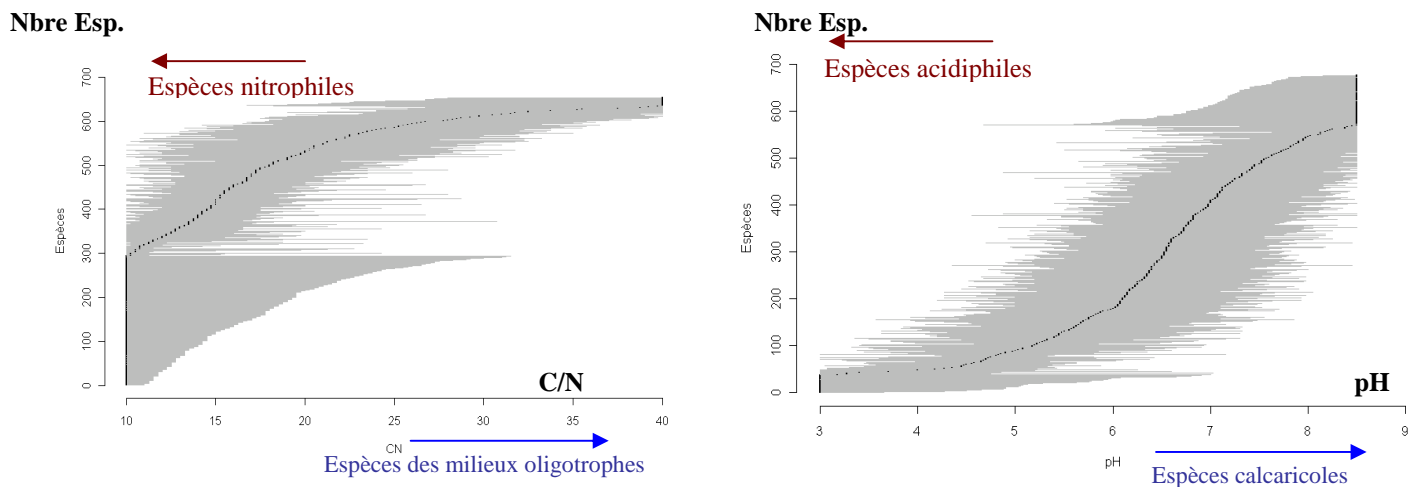 Nbre Esp.
Espèces nitrophiles
700
600
500
400
300
200
100
0
Espèces
C/N
10 15 20 25 30 35 40
CN
Espèces des milieux oligotrophes
Nbre Esp.
Espèces acidiphiles
700
600
500
400
300
200
100
0
Espèces
pH
3 4 5 6 7 8 9
pH
Espèces calcaricoles